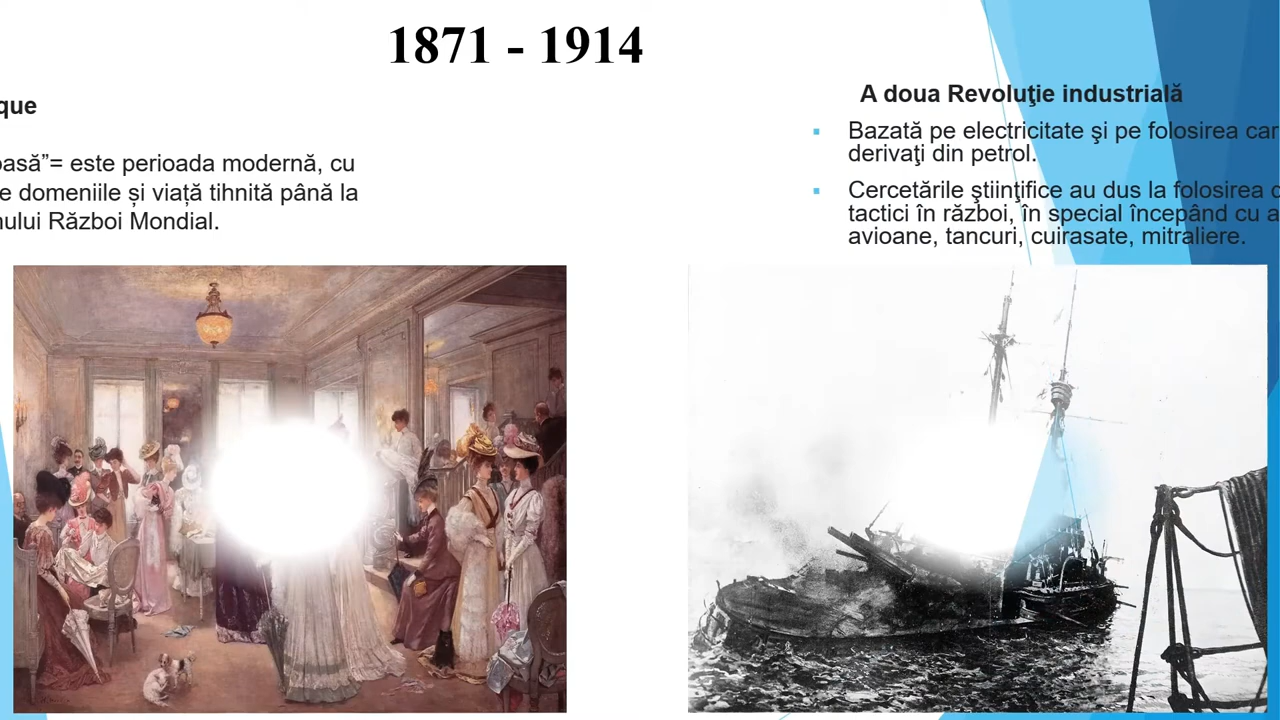 1871 - 1914
que
oasă”= este perioada modernă, cu
e domeniile și viață tihnită până la
nului Război Mondial.
A doua Revoluţie industrială
Bazată pe electricitate şi pe folosirea car
derivaţi din petrol.
Cercetările ştiinţifice au dus la folosirea d
tactici în război, în special începând cu a
avioane, tancuri, cuirasate, mitraliere.